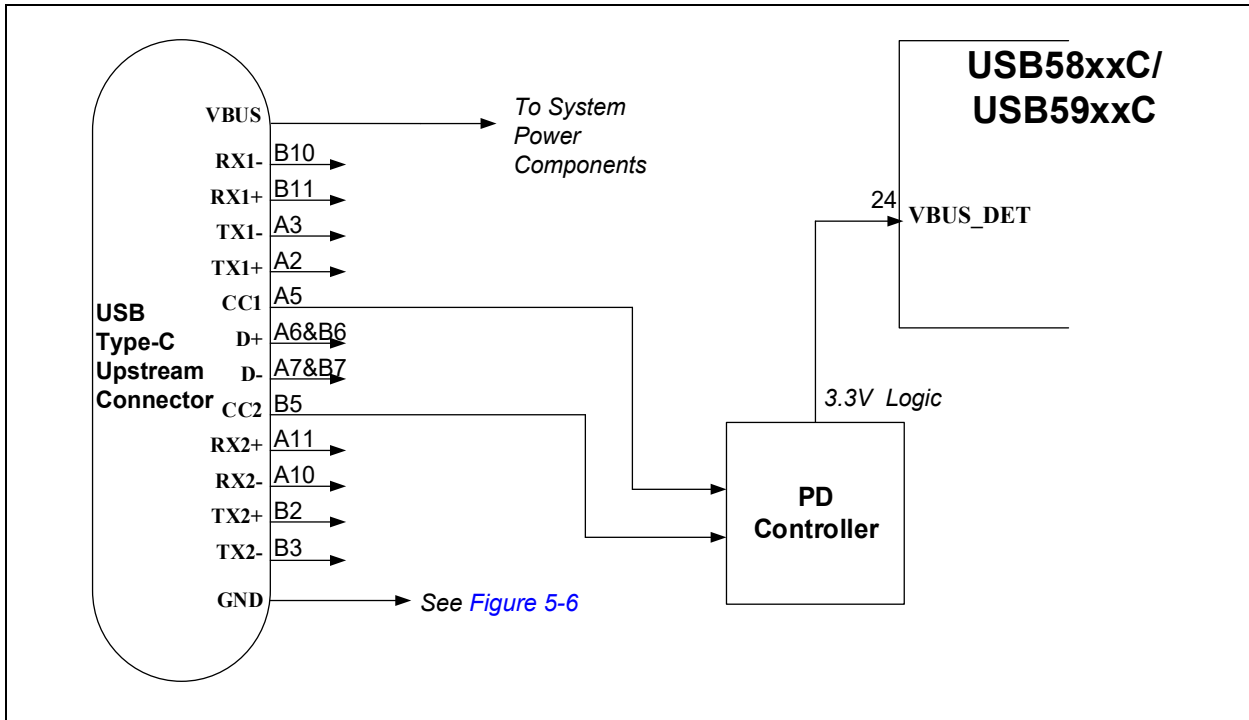 USB58xxC/
USB59xxC
VBUS
To System
Power
Components
RX1-
B10
RX1+
B11
24
VBUS_DET
TX1-
A3
TX1+
A2
CC1
A5
USB
Type-C
Upstream
Connector
D+
A6&B6
D-
A7&B7
CC2
B5
3.3V Logic
RX2+
A11
RX2-
A10
PD
Controller
TX2+
B2
TX2-
B3
GND
See Figure 5-6